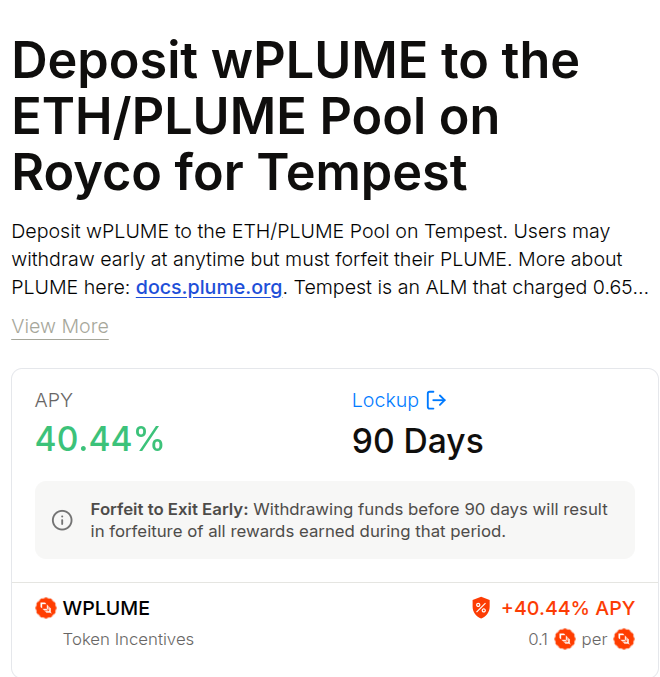 Deposit wPLUME to the
ETH/PLUME Pool on
Royco for Tempest
Deposit wPLUME to the ETH/PLUME Pool on Tempest. Users may
withdraw early at anytime but must forfeit their PLUME. More about
PLUME here: docs.plume.org. Tempest is an ALM that charged 0.65...
View More
APY
40.44%
Lockup
90 Days
Forfeit to Exit Early: Withdrawing funds before 90 days will result
in forfeiture of all rewards earned during that period.
WPLUME
+40.44% APY
Token Incentives
0.1 per